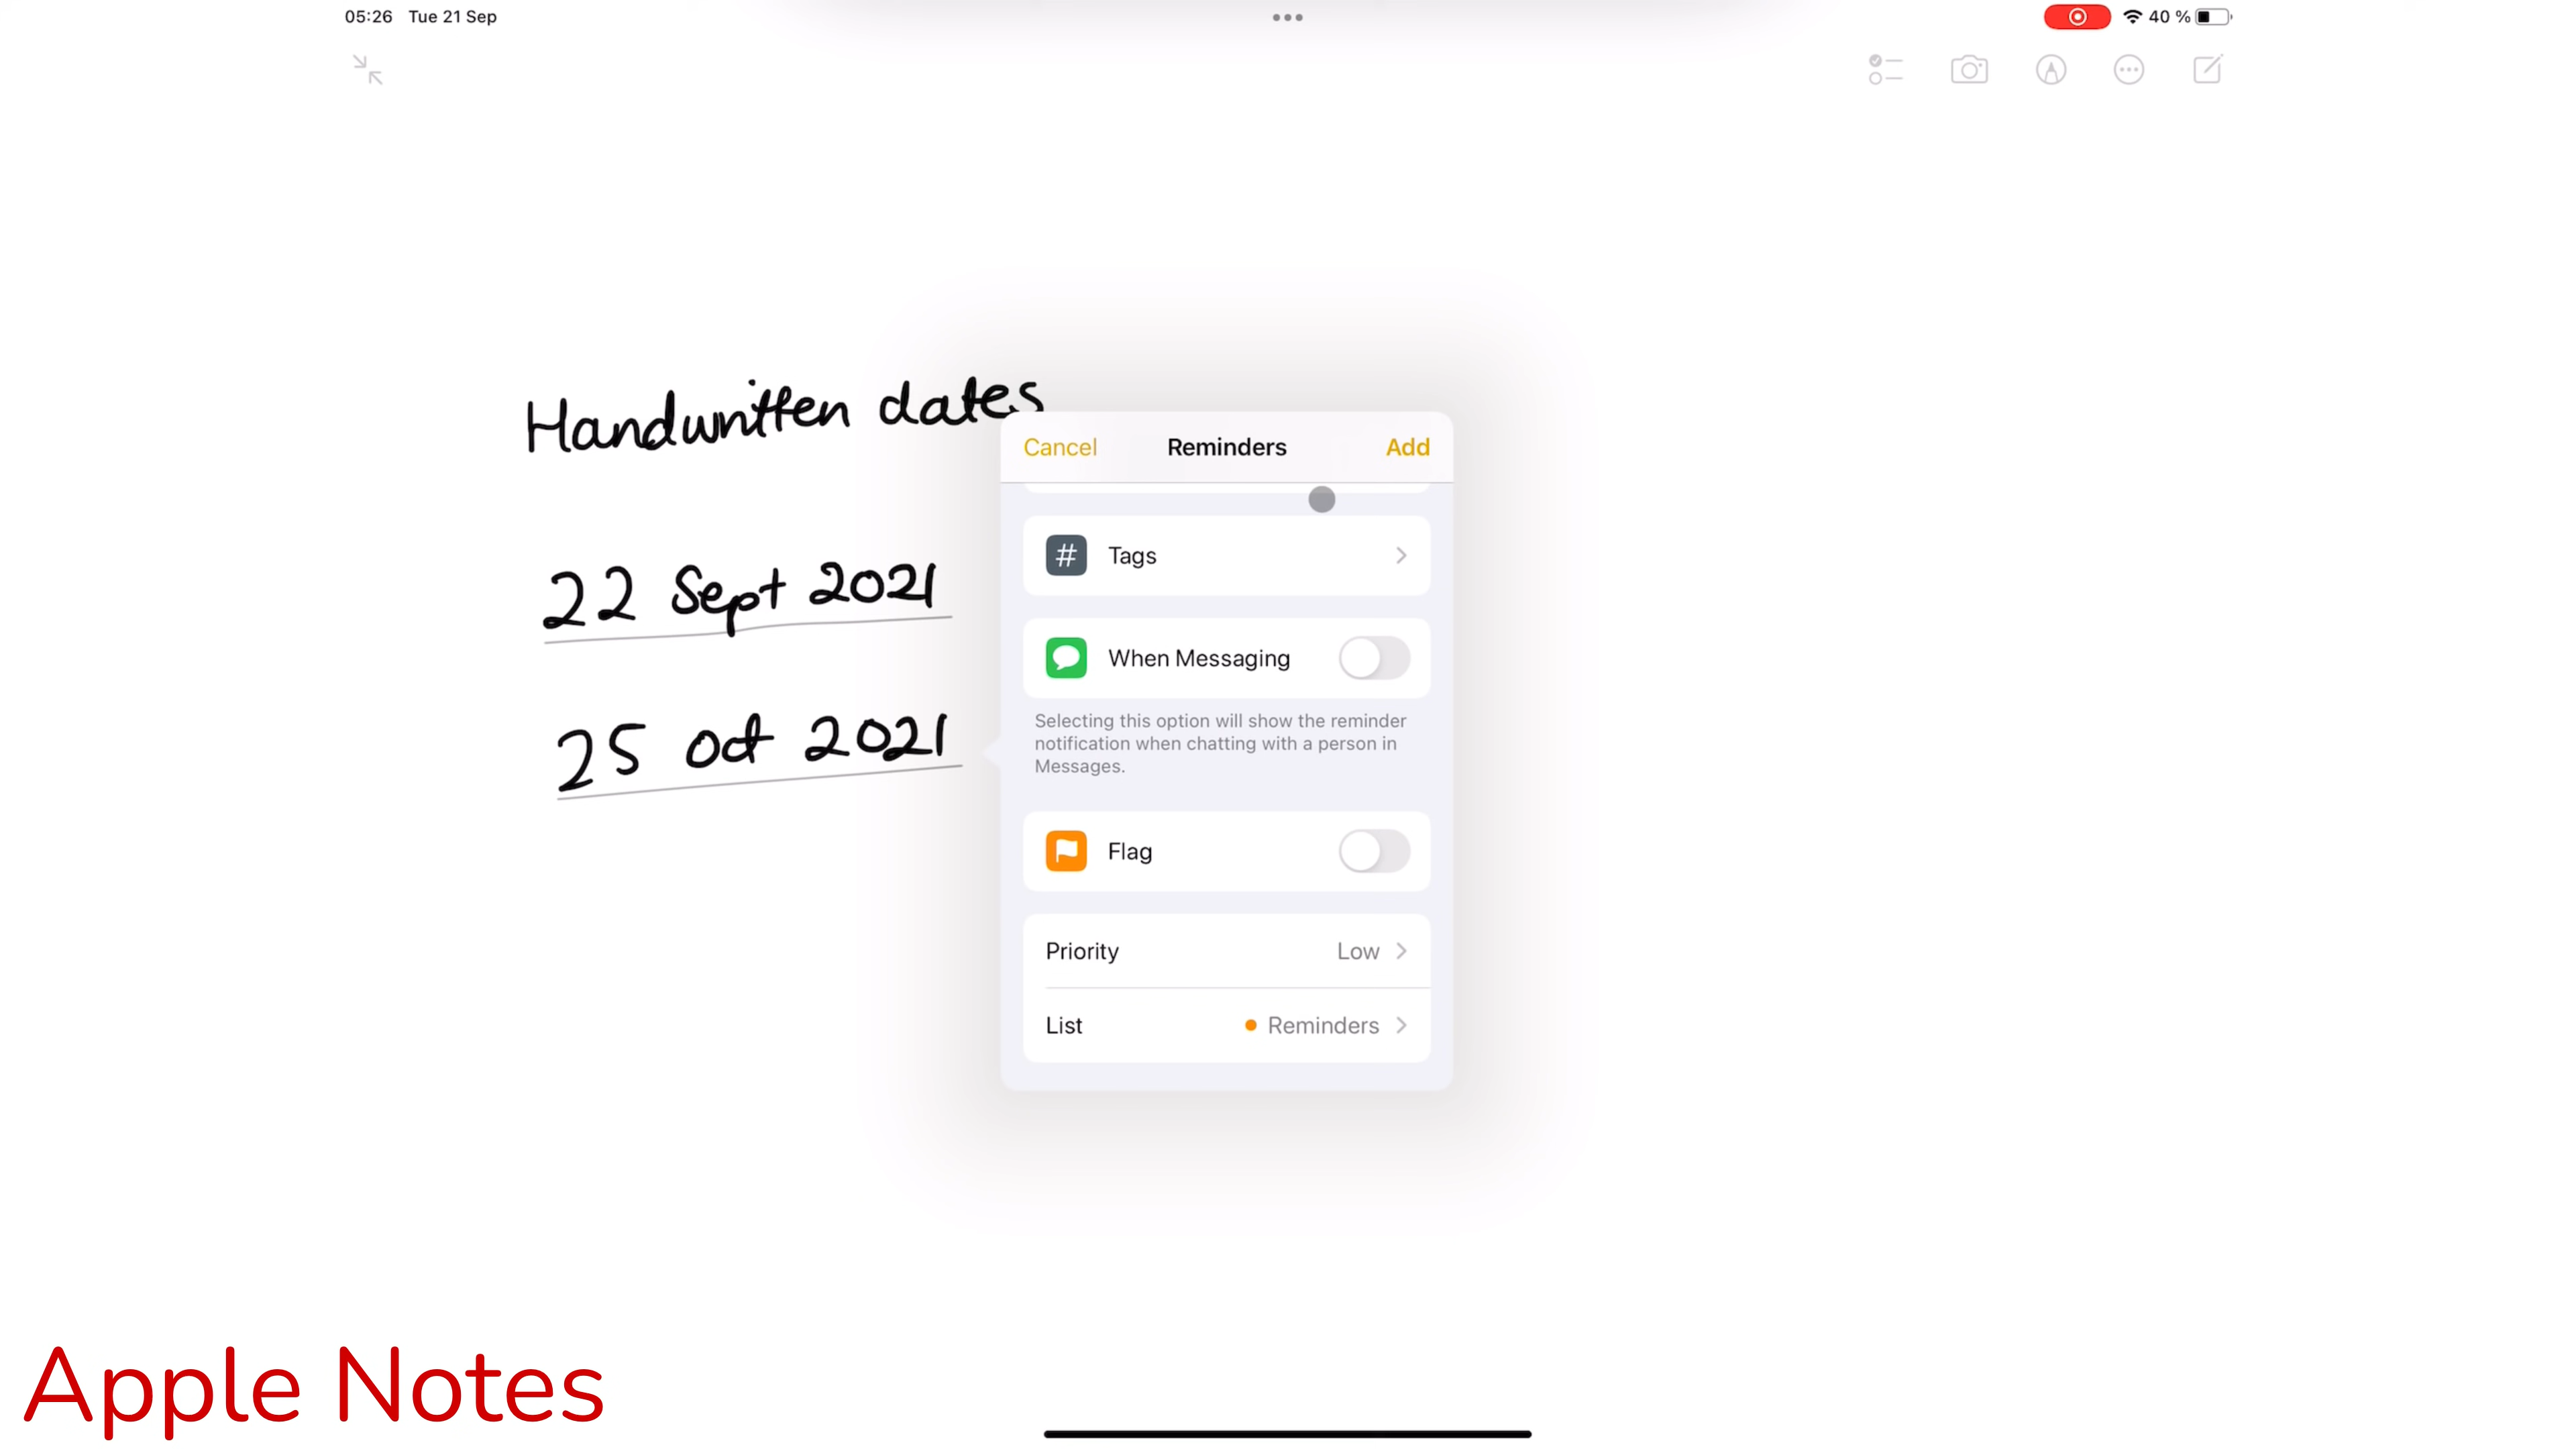 05:26 Tue 21 Sep
40 %
Handwritten dates
22 Sept 2021
25 oct 2021
Cancel Reminders Add
# Tags
When Messaging
Selecting this option will show the reminder
notification when chatting with a person in
Messages.
Flag
Priority Low
List Reminders
Apple Notes